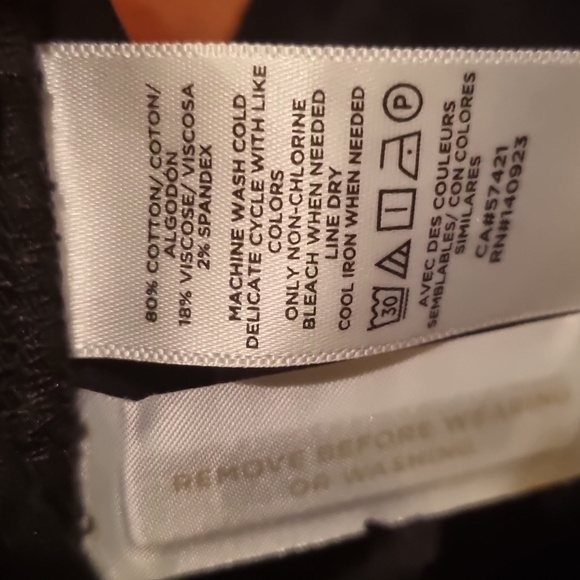 80% COTTON/ COTON/
ALGODÓN
18% VISCOSE/ VISCOSA
2% SPANDEX
MACHINE WASH COLD
DELICATE CYCLE WITH LIKE
COLORS
ONLY NON-CHLORINE
BLEACH WHEN NEEDED
LINE DRY
COOL IRON WHEN NEEDED
30 P
AVEC DES COULEURS
SEMBLABLES/ CON COLORES
SIMILARES
CA#57421
RN#140923
REMOVE BEFORE WEARING
OR WASHING